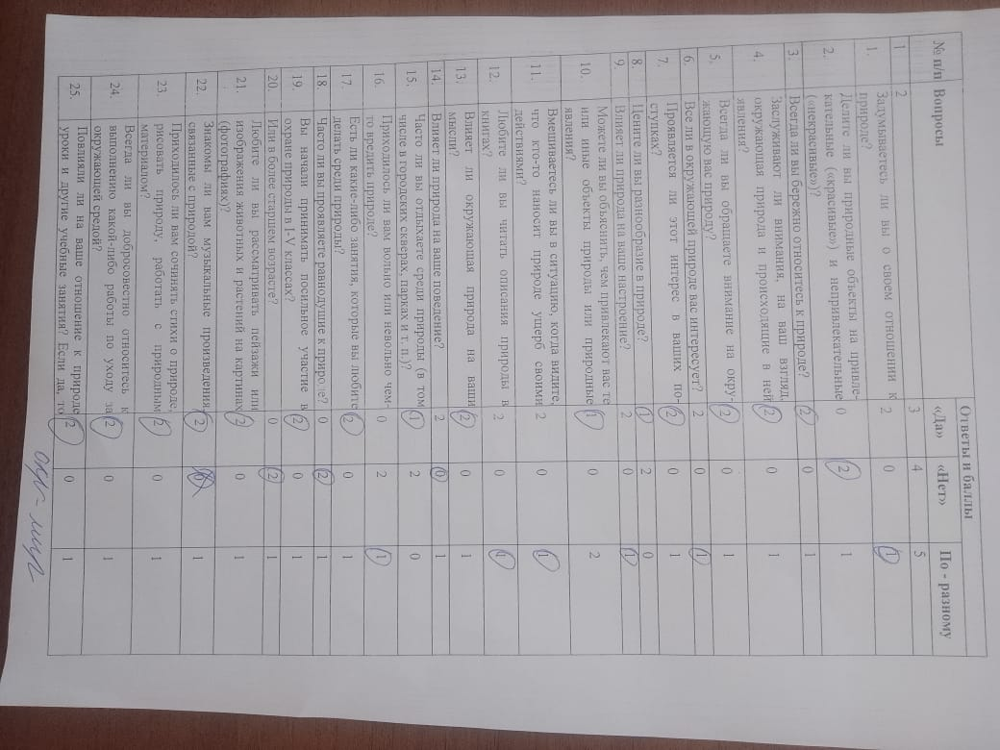 № п/п Вопросы Ответы и баллы
«Да» «Нет» По - разному
1 2 3 4 5
1. Задумываетесь ли вы о своем отношении к 2 0 1
природе?
2. Делите ли вы природные объекты на привле- 0 2 1
кательные («красивые») и непривлекательные
(«некрасивые»)?
3. Всегда ли вы бережно относитесь к природе? 2 0 1
4. Заслуживают ли внимания, на ваш взгляд, 2 0 1
окружающая природа и происходящие в ней
явления?
5. Всегда ли вы обращаете внимание на окру- 2 0 1
жающую вас природу?
6. Все ли в окружающей природе вас интересует? 2 0 1
7. Проявляется ли этот интерес в ваших по- 2 0 1
ступках?
8. Цените ли вы разнообразие в природе? 1 2 0
9. Влияет ли природа на ваше настроение? 2 0 1
10. Можете ли вы объяснить, чем привлекают вас те 1 0 2
или иные объекты природы, природные
явления?
11. Вмешиваетесь ли вы в ситуацию, когда видите, 2 0 1
что кто-то наносит природе ущерб своими
действиями?
12. Любите ли вы читать описания природы в 2 0 1
книгах?
13. Влияет ли окружающая природа на ваши 2 0 1
мысли?
14. Влияет ли природа на ваше поведение? 2 0 1
15. Часто ли вы отдыхаете среди природы (в том 1 2 0
числе в городских скверах, парках и т. п.)?
16. Приходилось ли вам вольно или невольно чем- 0 2 1
то вредить природе?
17. Есть ли какие-либо занятия, которые вы любите 2 0 1
делать среди природы?
18. Часто ли вы проявляете равнодушие к природе? 0 2 1
19. Вы начали принимать посильное участие в 2 0 1
охране природы в I-V классах?
20. Или в более старшем возрасте? 0 2 1
21. Любите ли вы рассматривать пейзажи или 2 0 1
изображения животных и растений на картинах
(фотографиях)?
22. Знакомы ли вам музыкальные произведения, 2 0 1
связанные с природой?
23. Приходилось ли вам сочинять стихи о природе, 2 0 1
рисовать природу, работать с природным
материалом?
24. Всегда ли вы добросовестно относитесь к 2 0 1
выполнению какой-либо работы по уходу за
окружающей средой?
25. Повлияли ли на ваше отношение к природе 2 0 1
уроки и другие учебные занятия? Если да, то